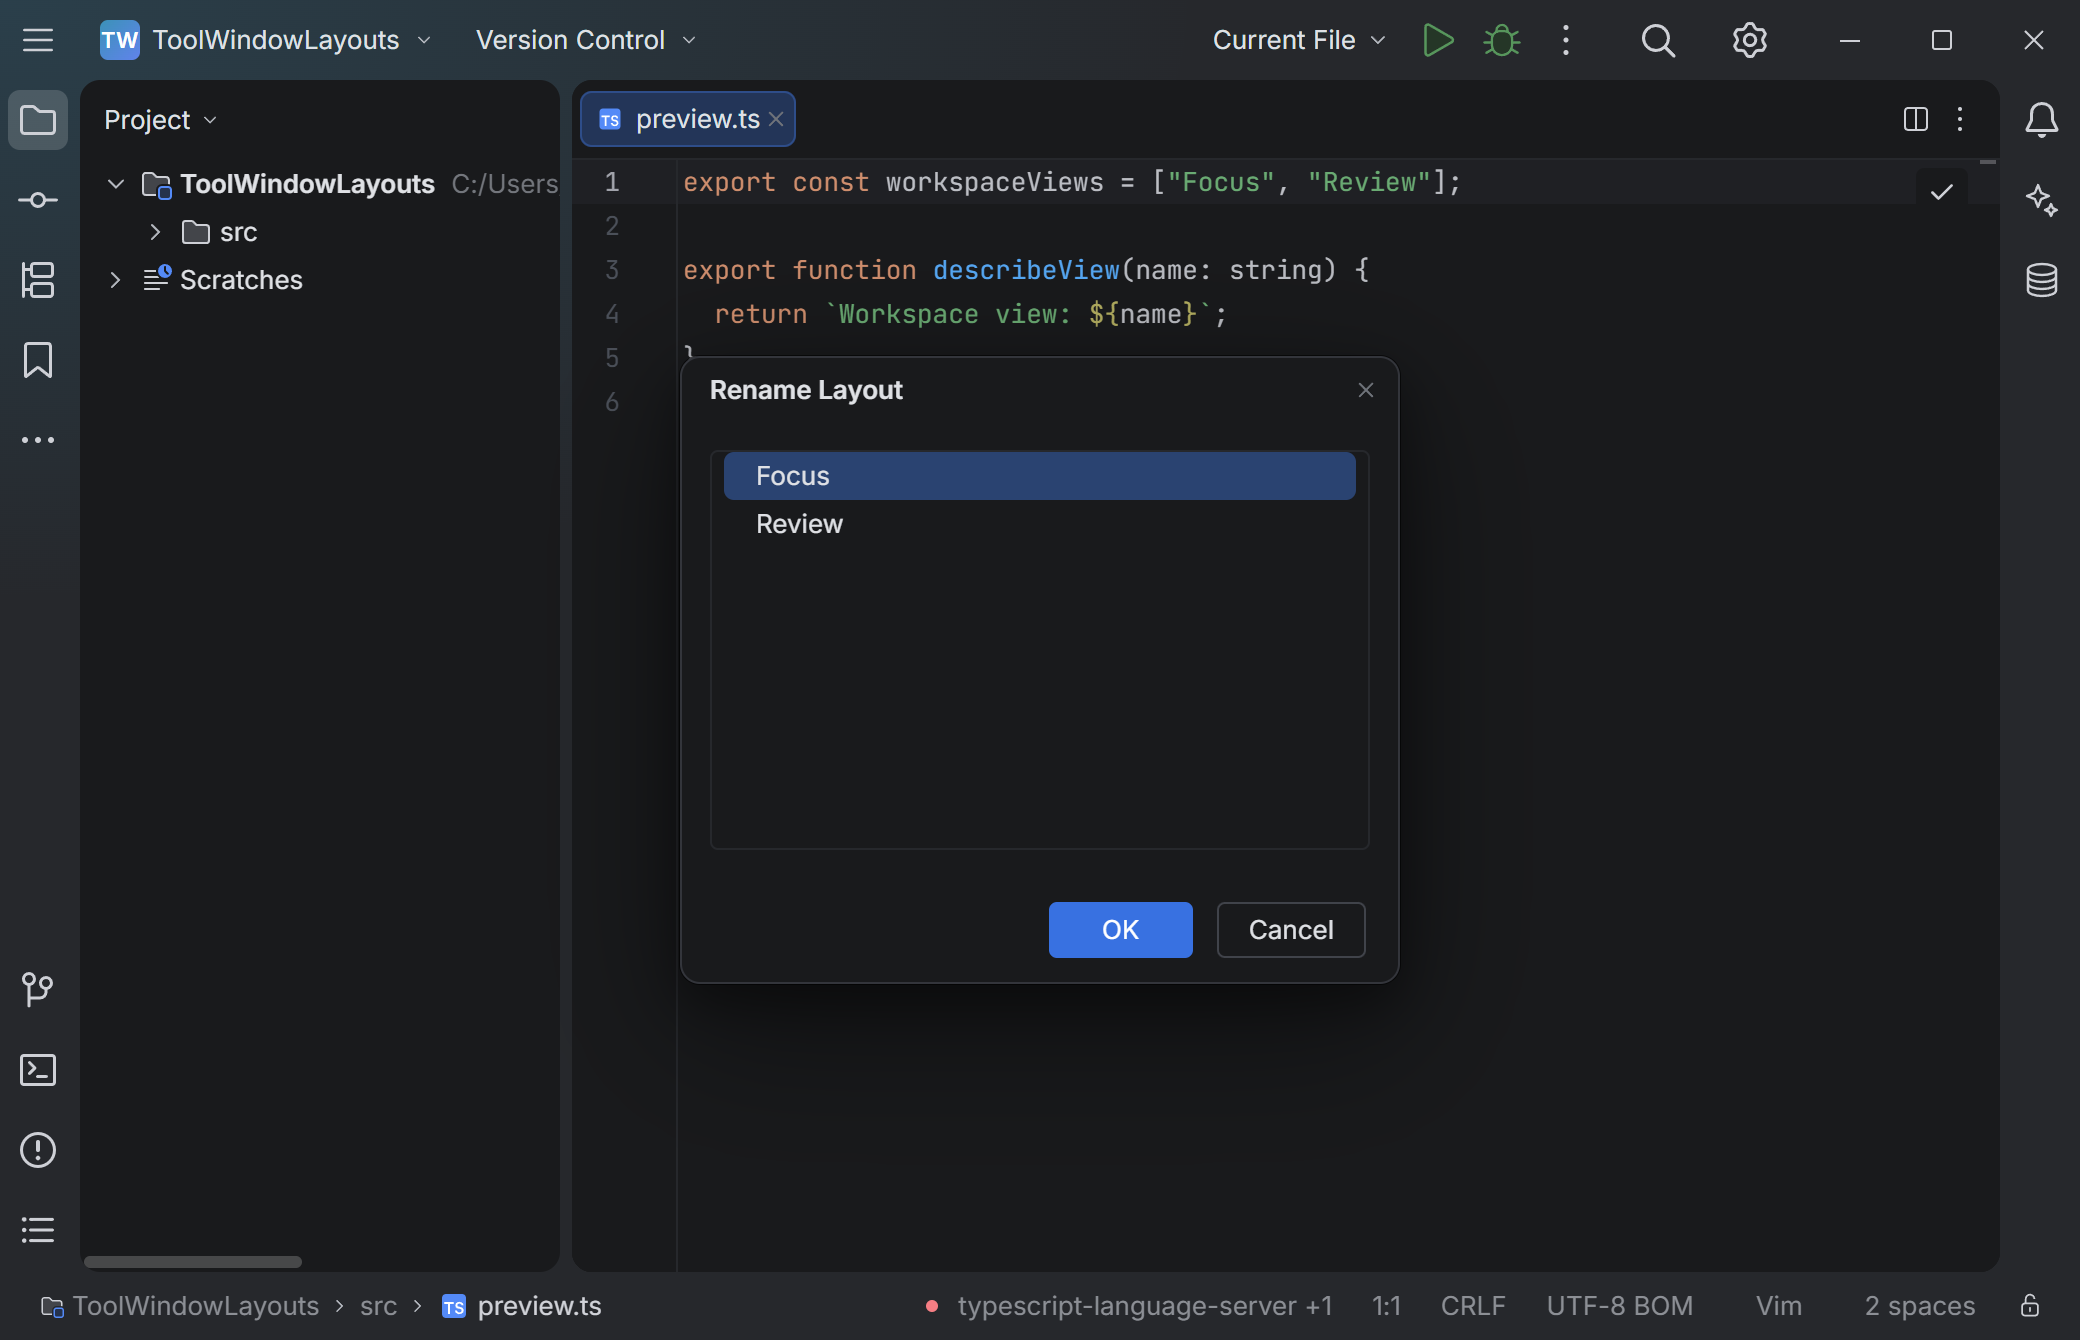 TW ToolWindowLayouts Version Control Current File
Project
TS preview.ts
ToolWindowLayouts C:/Users
src
Scratches
1 export const workspaceViews = ["Focus", "Review"];
2
3 export function describeView(name: string) {
4 return `Workspace view: ${name}`;
5 }
6
Rename Layout
Focus
Review
OK Cancel
ToolWindowLayouts > src > TS preview.ts typescript-language-server +1 1:1 CRLF UTF-8 BOM Vim 2 spaces